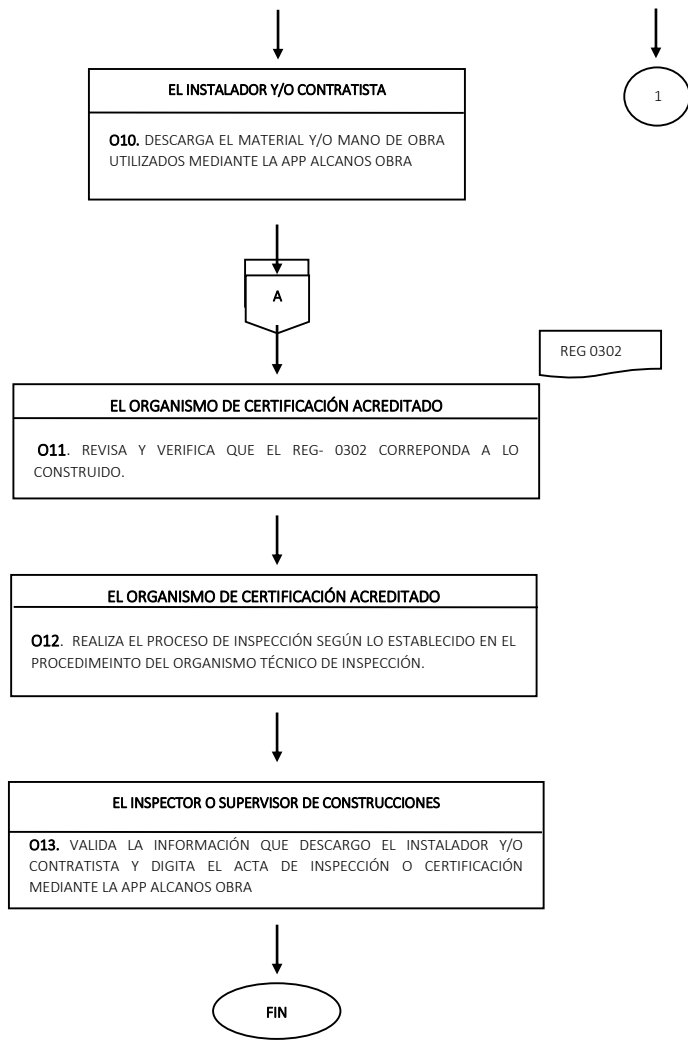 EL INSTALADOR Y/O CONTRATISTA
O10. DESCARGA EL MATERIAL Y/O MANO DE OBRA
UTILIZADOS MEDIANTE LA APP ALCANOS OBRA
1
A
REG 0302
EL ORGANISMO DE CERTIFICACIÓN ACREDITADO
O11. REVISA Y VERIFICA QUE EL REG- 0302 CORREPONDA A LO
CONSTRUIDO.
EL ORGANISMO DE CERTIFICACIÓN ACREDITADO
O12. REALIZA EL PROCESO DE INSPECCIÓN SEGÚN LO ESTABLECIDO EN EL
PROCEDIMEINTO DEL ORGANISMO TÉCNICO DE INSPECCIÓN.
EL INSPECTOR O SUPERVISOR DE CONSTRUCCIONES
O13. VALIDA LA INFORMACIÓN QUE DESCARGO EL INSTALADOR Y/O
CONTRATISTA Y DIGITA EL ACTA DE INSPECCIÓN O CERTIFICACIÓN
MEDIANTE LA APP ALCANOS OBRA
FIN